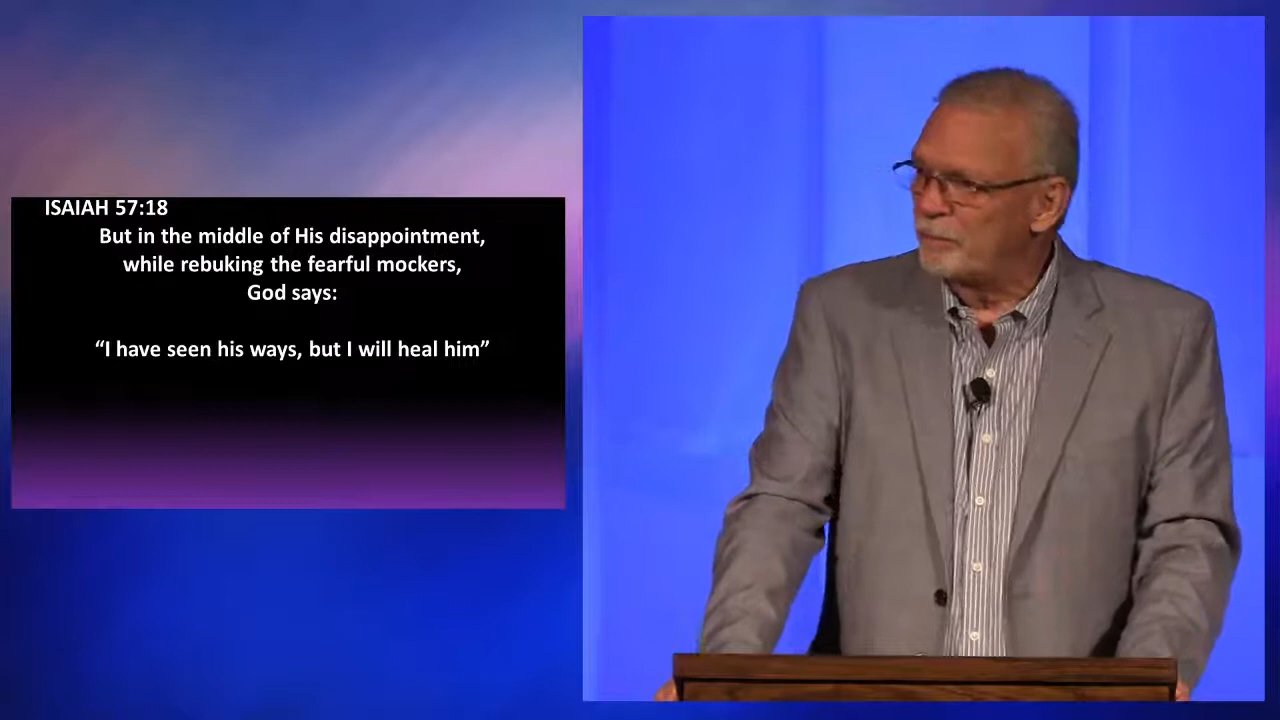 ISAIAH 57:18
But in the middle of His disappointment,
while rebuking the fearful mockers,
God says:
“I have seen his ways, but I will heal him”